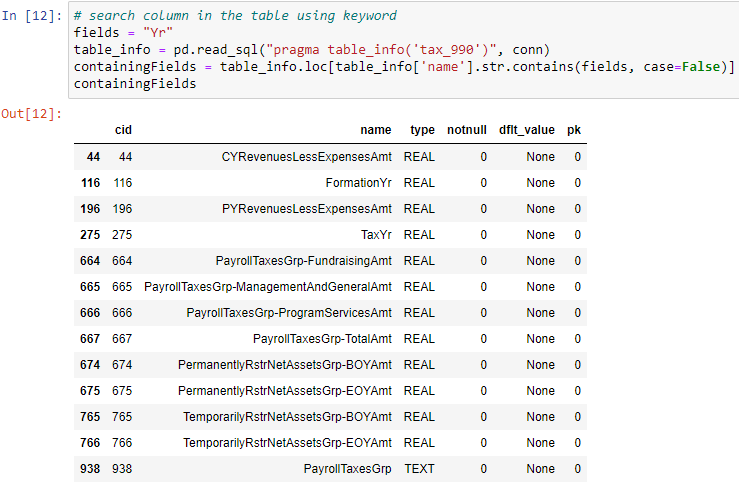 In [12]: # search column in the table using keyword
fields = "Yr"
table_info = pd.read_sql("pragma table_info('tax_990')", conn)
containingFields = table_info.loc[table_info['name'].str.contains(fields, case=False)]
containingFields
Out[12]:
cid name type notnull dflt_value pk
44 44 CYRevenuesLessExpensesAmt REAL 0 None 0
116 116 FormationYr REAL 0 None 0
196 196 PYRevenuesLessExpensesAmt REAL 0 None 0
275 275 TaxYr REAL 0 None 0
664 664 PayrollTaxesGrp-FundraisingAmt REAL 0 None 0
665 665 PayrollTaxesGrp-ManagementAndGeneralAmt REAL 0 None 0
666 666 PayrollTaxesGrp-ProgramServicesAmt REAL 0 None 0
667 667 PayrollTaxesGrp-TotalAmt REAL 0 None 0
674 674 PermanentlyRstrNetAssetsGrp-BOYAmt REAL 0 None 0
675 675 PermanentlyRstrNetAssetsGrp-EOYAmt REAL 0 None 0
765 765 TemporarilyRstrNetAssetsGrp-BOYAmt REAL 0 None 0
766 766 TemporarilyRstrNetAssetsGrp-EOYAmt REAL 0 None 0
938 938 PayrollTaxesGrp TEXT 0 None 0